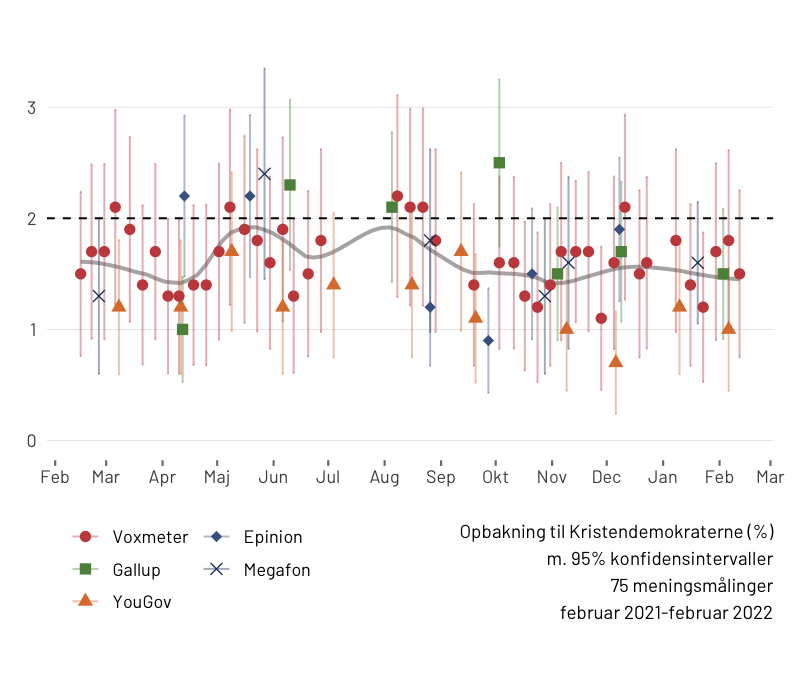 3
2
1
0
Feb Mar Apr Maj Jun Jul Aug Sep Okt Nov Dec Jan Feb Mar
Voxmeter Epinion
Gallup Megafon
YouGov
Opbakning til Kristendemokraterne (%)
m. 95% konfidensintervaller
75 meningsmålinger
februar 2021-februar 2022